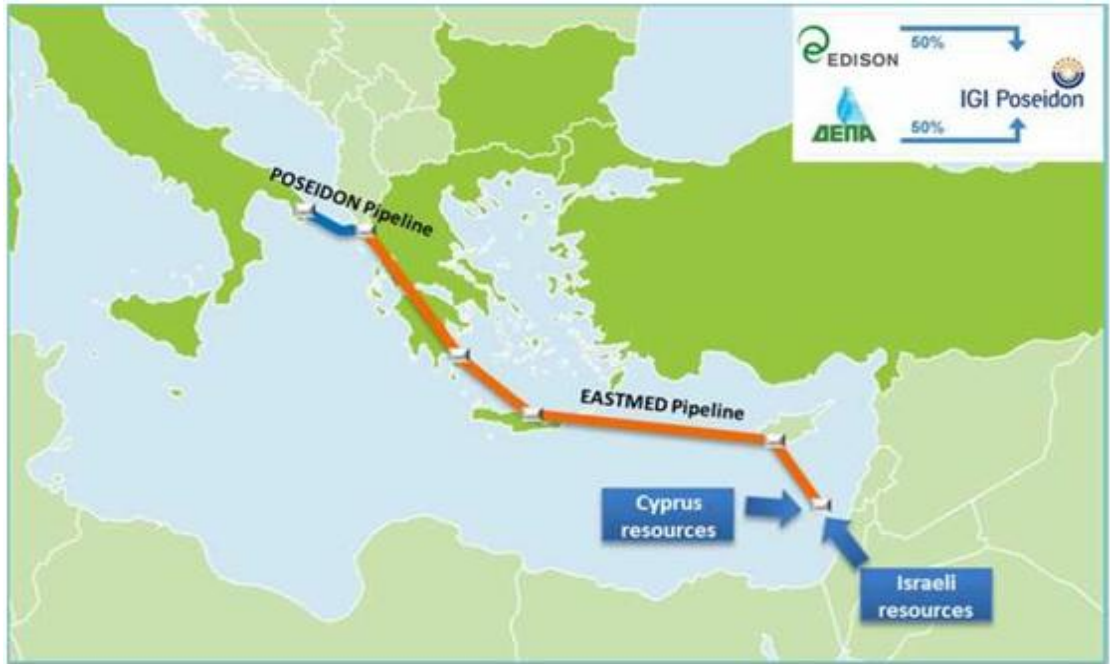 50%
EDISON
IGI Poseidon
ΔΕΠΑ
50%
POSEIDON Pipeline
EASTMED Pipeline
Cyprus
resources
Israeli
resources